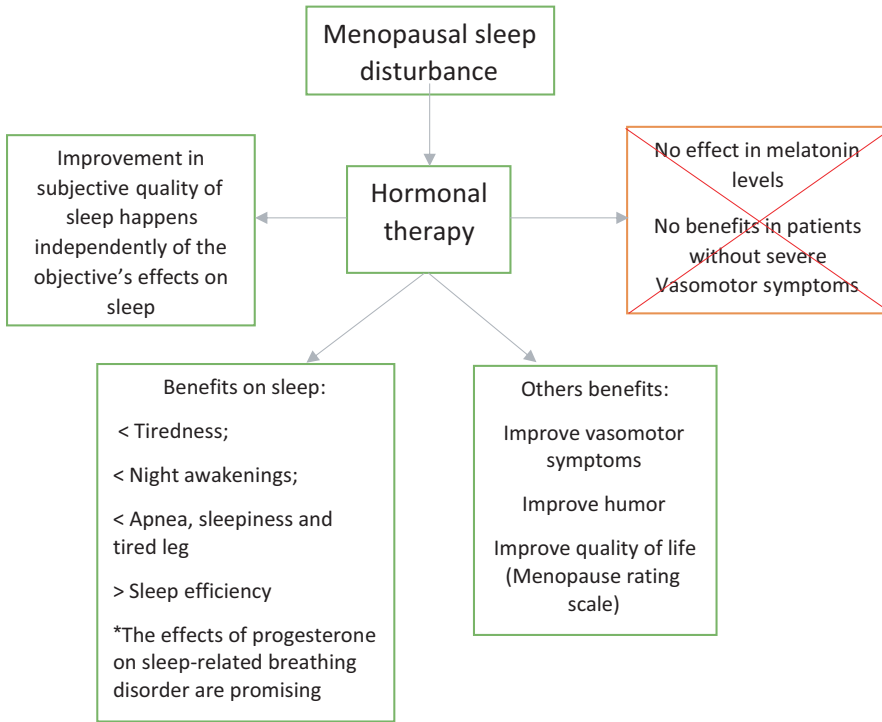 Menopausal sleep
disturbance
Improvement in
subjective quality of
sleep happens
independently of the
objective’s effects on
sleep
Hormonal
therapy
No effect in melatonin
levels
No benefits in patients
without severe
Vasomotor symptoms
Benefits on sleep:
< Tiredness;
< Night awakenings;
< Apnea, sleepiness and
tired leg
> Sleep efficiency
*The effects of progesterone
on sleep-related breathing
disorder are promising
Others benefits:
Improve vasomotor
symptoms
Improve humor
Improve quality of life
(Menopause rating
scale)